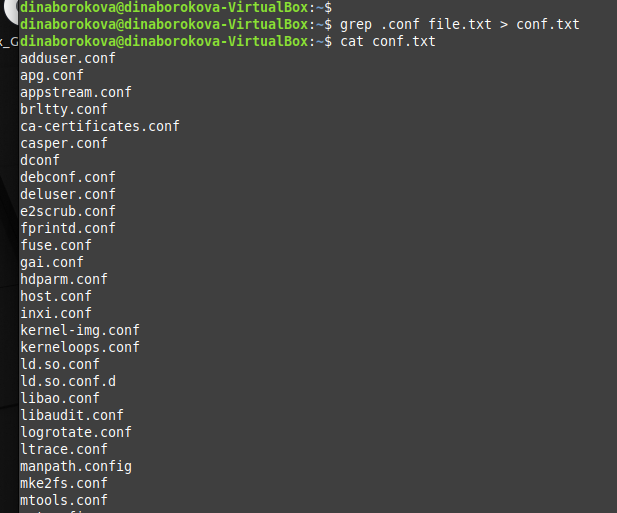 dinaborokova@dinaborokova-VirtualBox:~$
dinaborokova@dinaborokova-VirtualBox:~$ grep .conf file.txt > conf.txt
dinaborokova@dinaborokova-VirtualBox:~$ cat conf.txt
adduser.conf
apg.conf
appstream.conf
brltty.conf
ca-certificates.conf
casper.conf
dconf
debconf.conf
deluser.conf
e2scrub.conf
fprintd.conf
fuse.conf
gai.conf
hdparm.conf
host.conf
inxi.conf
kernel-img.conf
kerneloops.conf
ld.so.conf
ld.so.conf.d
libao.conf
libaudit.conf
logrotate.conf
ltrace.conf
manpath.config
mke2fs.conf
mtools.conf